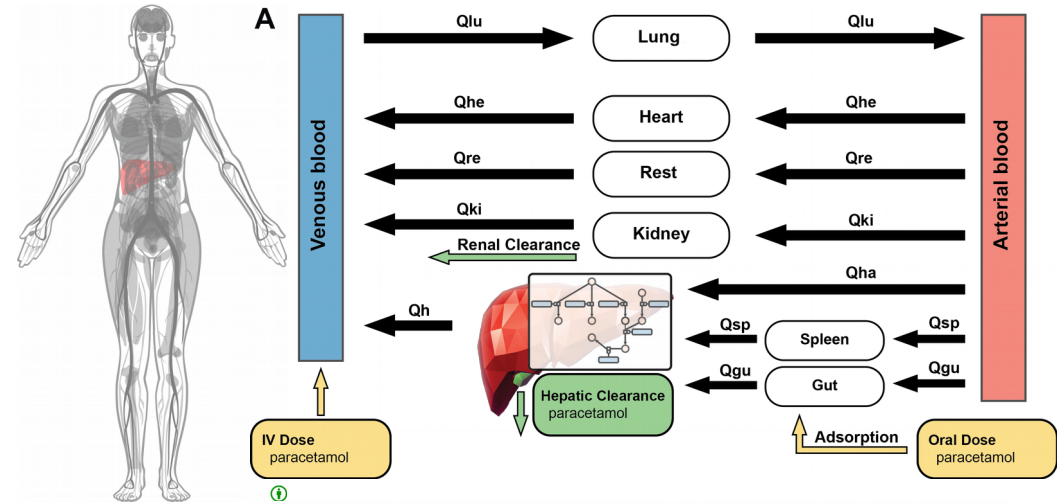 A
Venous blood
Arterial blood
Qlu
Lung
Qlu
Qhe
Heart
Qhe
Qre
Rest
Qre
Qki
Kidney
Qki
Renal Clearance
Qha
Qh
Qsp
Spleen
Qsp
Qgu
Gut
Qgu
Hepatic Clearance
paracetamol
IV Dose
paracetamol
Adsorption
Oral Dose
paracetamol